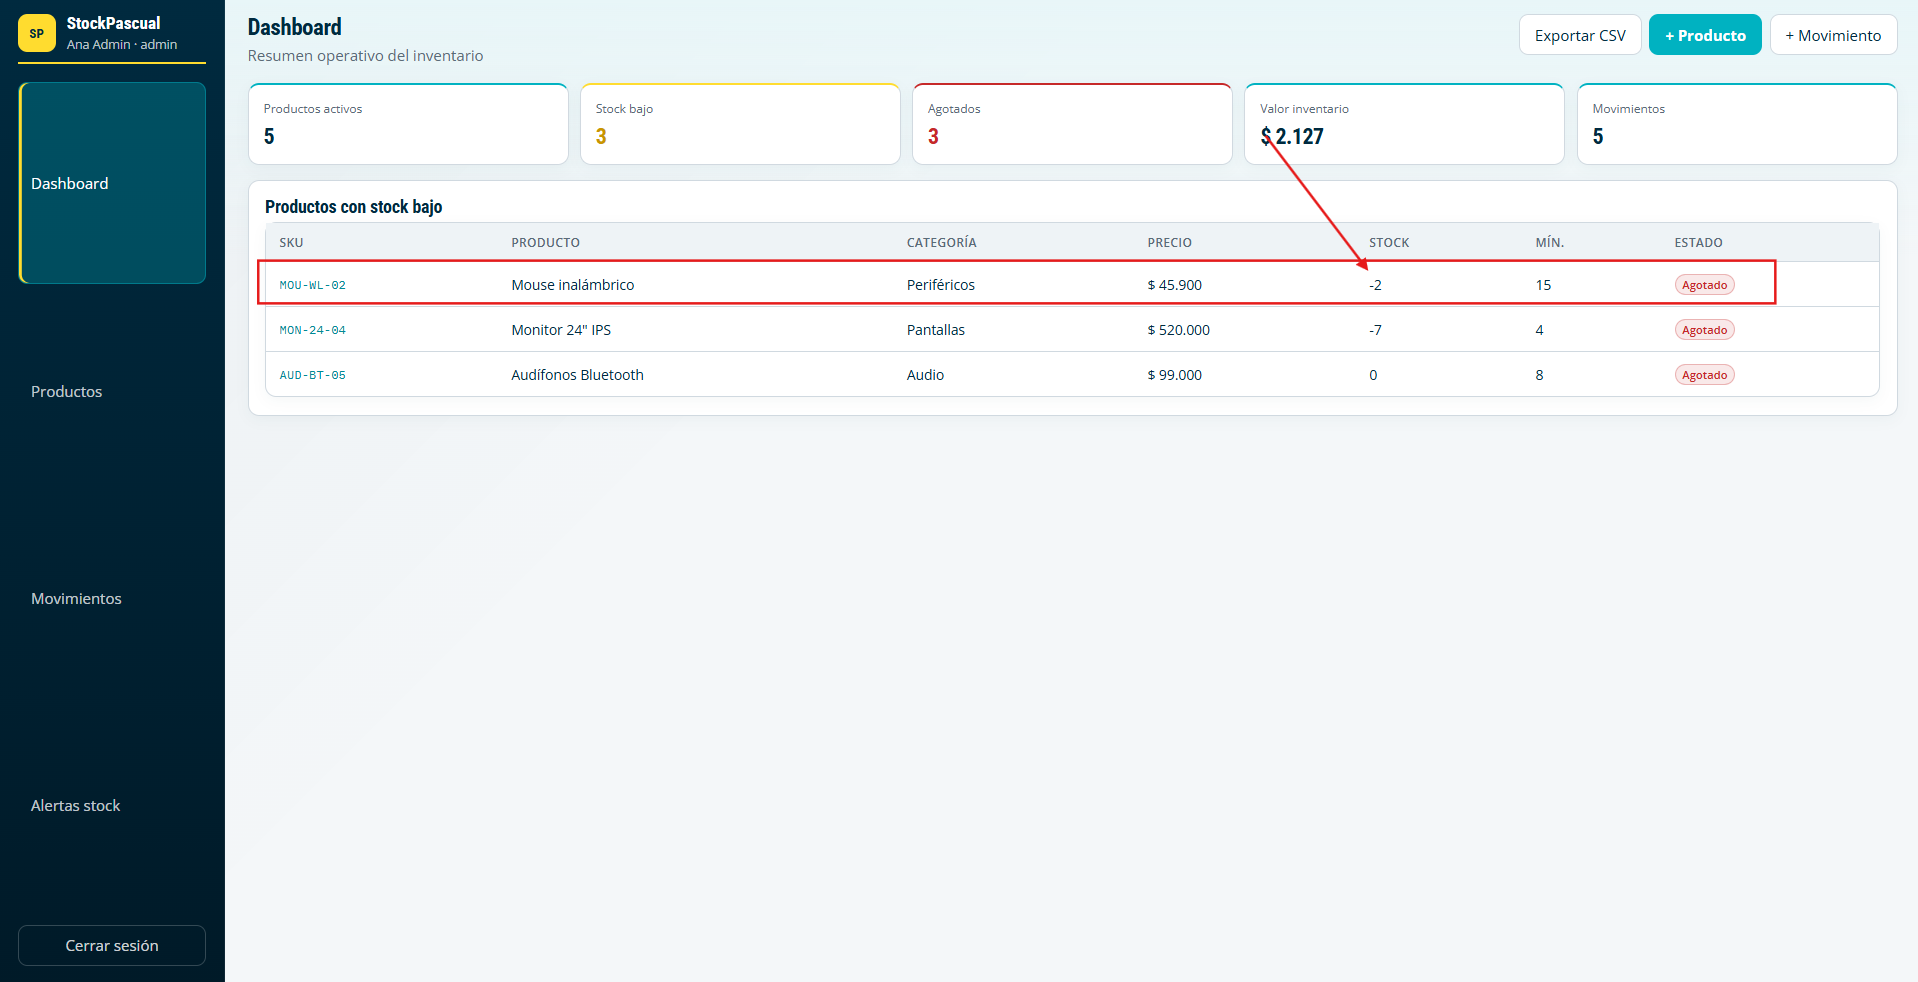 SP
StockPascual
Ana Admin · admin
Dashboard
Productos
Movimientos
Alertas stock
Cerrar sesión
Dashboard
Resumen operativo del inventario
Exportar CSV
+ Producto
+ Movimiento
Productos activos
5
Stock bajo
3
Agotados
3
Valor inventario
$ 2.127
Movimientos
5
Productos con stock bajo
SKU PRODUCTO CATEGORÍA PRECIO STOCK MÍN. ESTADO
MOU-WL-02 Mouse inalámbrico Periféricos $ 45.900 -2 15 Agotado
MON-24-04 Monitor 24" IPS Pantallas $ 520.000 -7 4 Agotado
AUD-BT-05 Audífonos Bluetooth Audio $ 99.000 0 8 Agotado